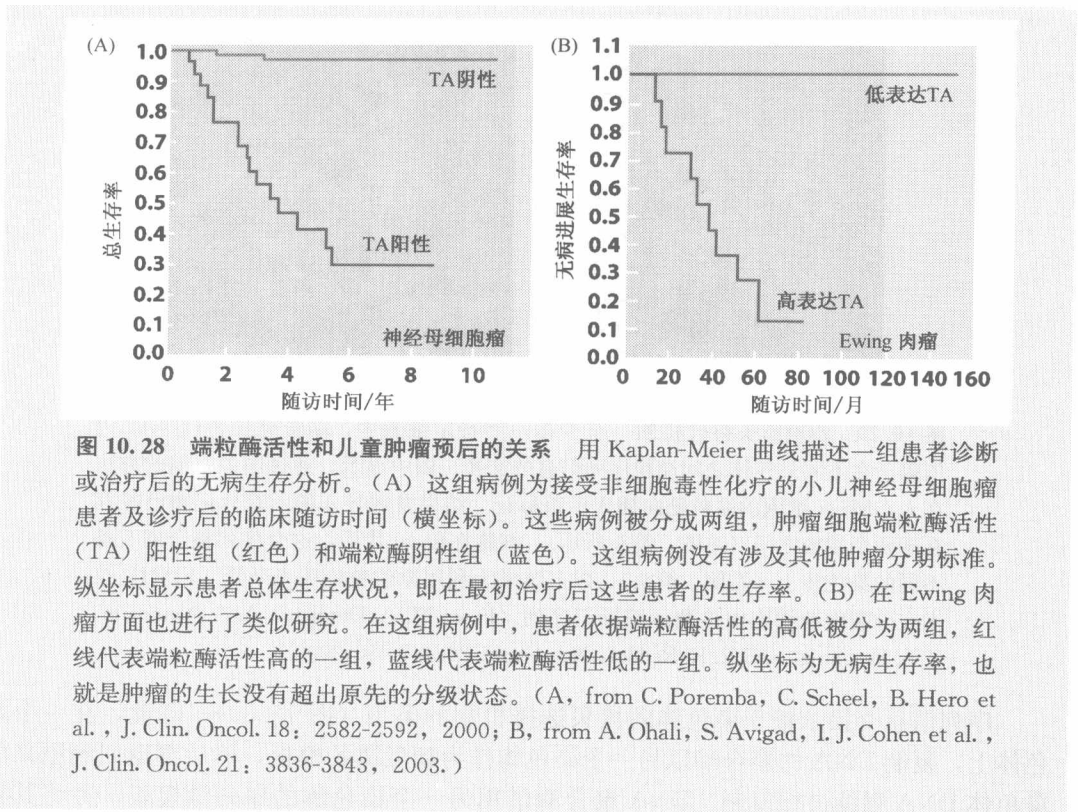 (A)
1.0
0.9
0.8
0.7
0.6
0.5
0.4
0.3
0.2
0.1
0.0
总生存率
TA阴性
TA阳性
神经母细胞瘤
0 2 4 6 8 10
随访时间/年
(B)
1.1
1.0
0.9
0.8
0.7
0.6
0.5
0.4
0.3
0.2
0.1
0.0
无病进展生存率
低表达TA
高表达TA
Ewing 肉瘤
0 20 40 60 80 100 120 140 160
随访时间/月
图 10.28 端粒酶活性和儿童肿瘤预后的关系 用 Kaplan-Meier 曲线描述一组患者诊断
或治疗后的无病生存分析。（A）这组病例为接受非细胞毒性化疗的小儿神经母细胞瘤
患者及诊疗后的临床随访时间（横坐标）。这些病例被分成两组，肿瘤细胞端粒酶活性
（TA）阳性组（红色）和端粒酶阴性组（蓝色）。这组病例没有涉及其他肿瘤分期标准。
纵坐标显示患者总体生存状况，即在最初治疗后这些患者的生存率。（B）在 Ewing 肉
瘤方面也进行了类似研究。在这组病例中，患者依据端粒酶活性的高低被分为两组，红
线代表端粒酶活性高的一组，蓝线代表端粒酶活性低的一组。纵坐标为无病生存率，也
就是肿瘤的生长没有超出原先的分级状态。（A，from C. Poremba，C. Scheel，B. Hero et
al.，J. Clin. Oncol. 18：2582-2592，2000；B，from A. Ohali，S. Avigad，I. J. Cohen et al.，
J. Clin. Oncol. 21：3836-3843，2003.）